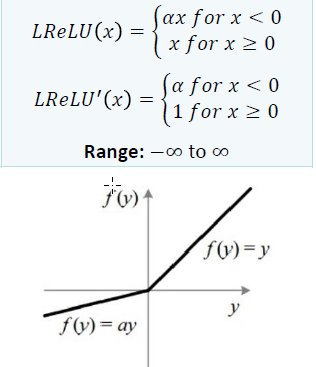 LReLU(x) = { αx for x < 0
x for x ≥ 0
LReLU'(x) = { α for x < 0
1 for x ≥ 0
Range: −∞ to ∞
f(y)
f(y) = y
y
f(y) = ay